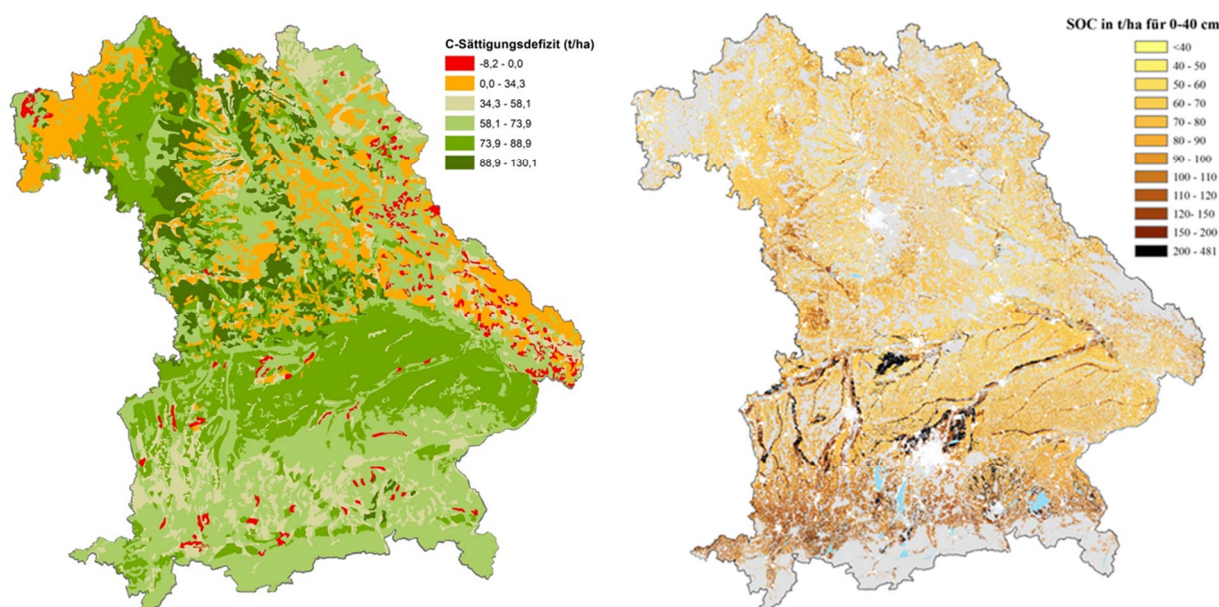 C-Sättigungsdefizit (t/ha)
-8,2 - 0,0
0,0 - 34,3
34,3 - 58,1
58,1 - 73,9
73,9 - 88,9
88,9 - 130,1
SOC in t/ha für 0-40 cm
<40
40 - 50
50 - 60
60 - 70
70 - 80
80 - 90
90 - 100
100 - 110
110 - 120
120- 150
150 - 200
200 - 481